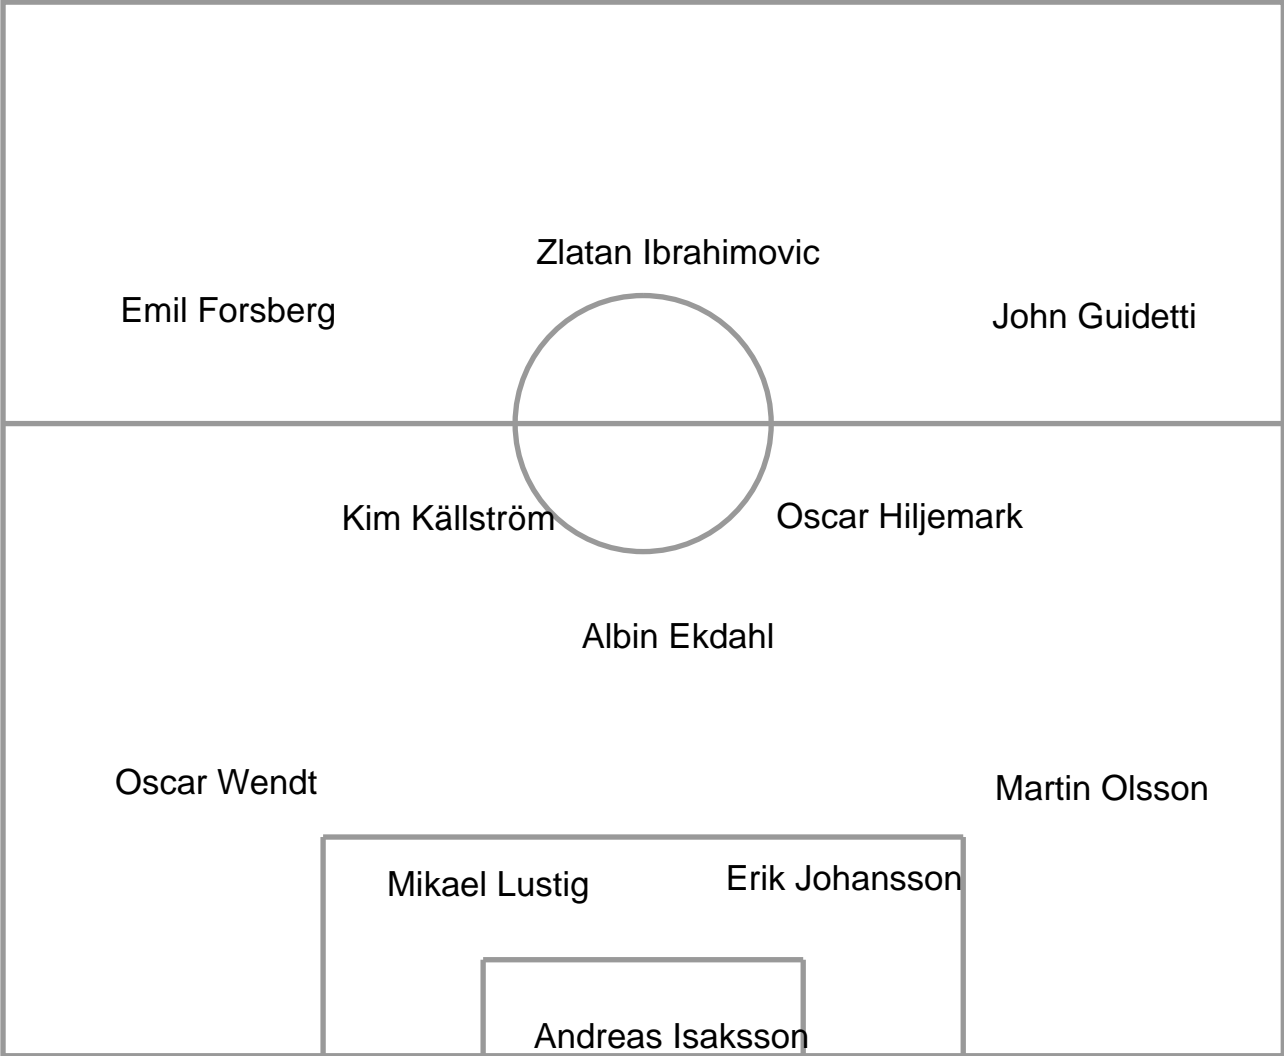 Zlatan Ibrahimovic
Emil Forsberg
John Guidetti
Kim Källström
Oscar Hiljemark
Albin Ekdahl
Oscar Wendt
Martin Olsson
Mikael Lustig
Erik Johansson
Andreas Isaksson